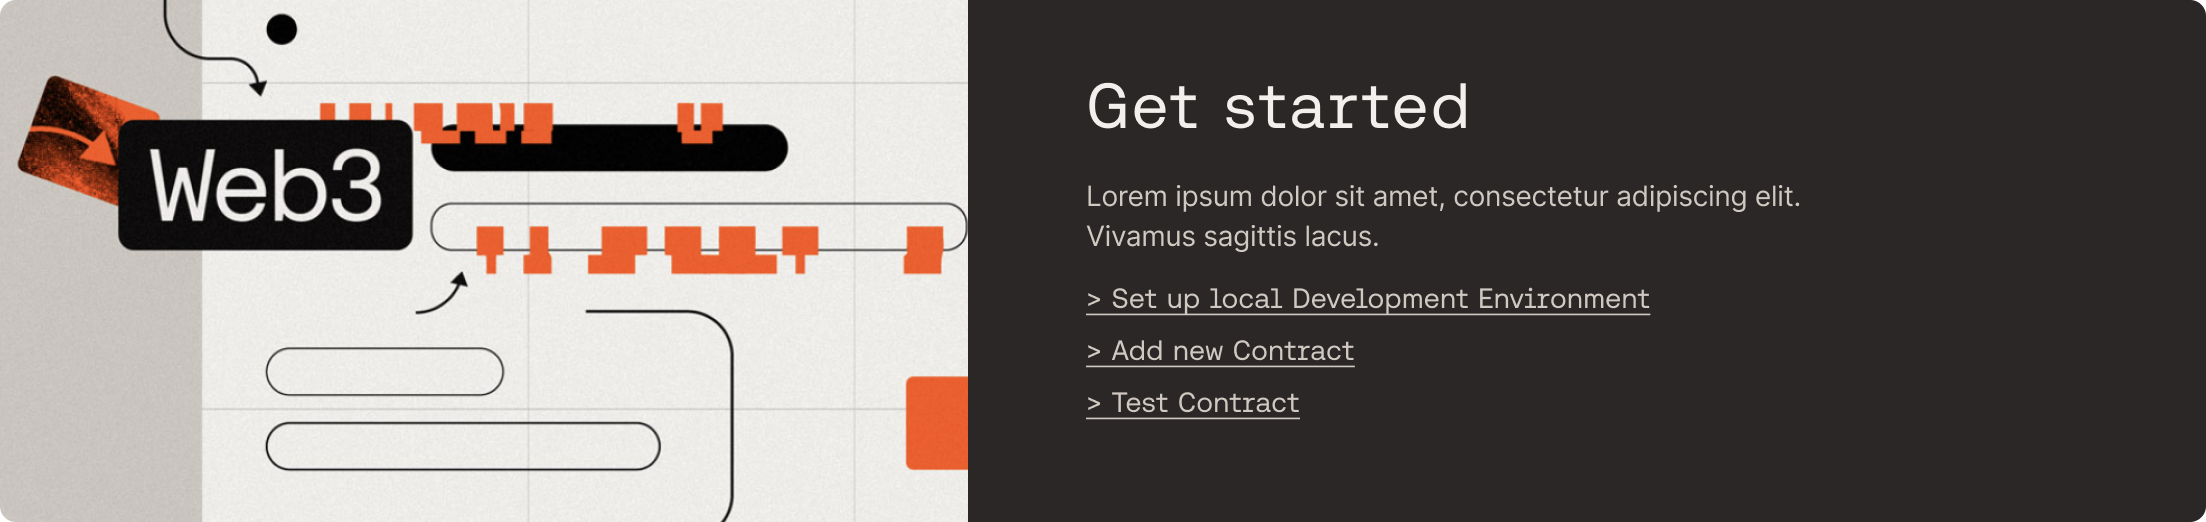 Web3
Get started
Lorem ipsum dolor sit amet, consectetur adipiscing elit.
Vivamus sagittis lacus.
> Set up local Development Environment
> Add new Contract
> Test Contract